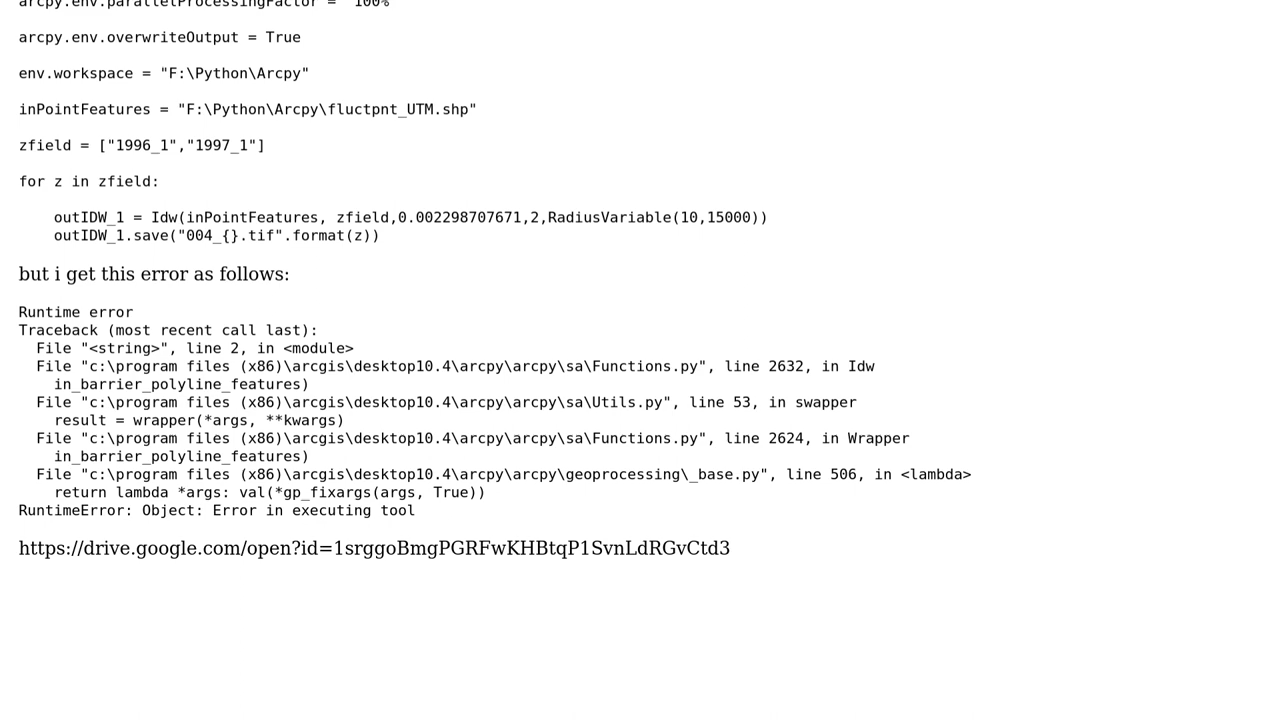 arcpy.env.parallelProcessingFactor = "100%"
arcpy.env.overwriteOutput = True
env.workspace = "F:\Python\Arcpy"
inPointFeatures = "F:\Python\Arcpy\fluctpnt_UTM.shp"
zfield = ["1996_1","1997_1"]
for z in zfield:
    outIDW_1 = Idw(inPointFeatures, zfield,0.002298707671,2,RadiusVariable(10,15000))
    outIDW_1.save("004_{}.tif".format(z))
but i get this error as follows:
Runtime error
Traceback (most recent call last):
  File "<string>", line 2, in <module>
  File "c:\program files (x86)\arcgis\desktop10.4\arcpy\arcpy\sa\Functions.py", line 2632, in Idw
    in_barrier_polyline_features)
  File "c:\program files (x86)\arcgis\desktop10.4\arcpy\arcpy\sa\Utils.py", line 53, in swapper
    result = wrapper(*args, **kwargs)
  File "c:\program files (x86)\arcgis\desktop10.4\arcpy\arcpy\sa\Functions.py", line 2624, in Wrapper
    in_barrier_polyline_features)
  File "c:\program files (x86)\arcgis\desktop10.4\arcpy\arcpy\geoprocessing\_base.py", line 506, in <lambda>
    return lambda *args: val(*gp_fixargs(args, True))
RuntimeError: Object: Error in executing tool
https://drive.google.com/open?id=1srggoBmgPGRFwKHBtqP1SvnLdRGvCtd3